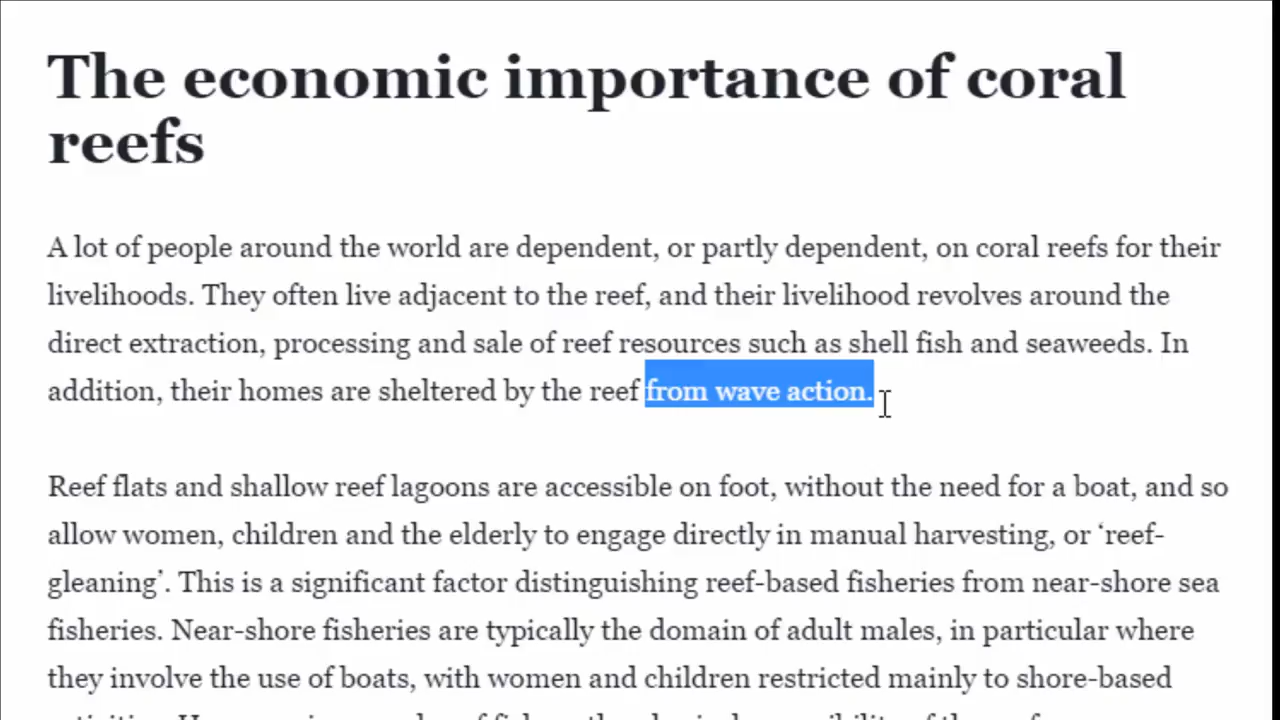 The economic importance of coral
reefs
A lot of people around the world are dependent, or partly dependent, on coral reefs for their
livelihoods. They often live adjacent to the reef, and their livelihood revolves around the
direct extraction, processing and sale of reef resources such as shell fish and seaweeds. In
addition, their homes are sheltered by the reef from wave action.
Reef flats and shallow reef lagoons are accessible on foot, without the need for a boat, and so
allow women, children and the elderly to engage directly in manual harvesting, or ‘reef-
gleaning’. This is a significant factor distinguishing reef-based fisheries from near-shore sea
fisheries. Near-shore fisheries are typically the domain of adult males, in particular where
they involve the use of boats, with women and children restricted mainly to shore-based